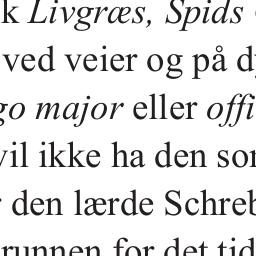 k Livgræs, Spids
ved veier og på d
go major eller offi
vil ikke ha den so
den lærde Schreb
runnen for det tid